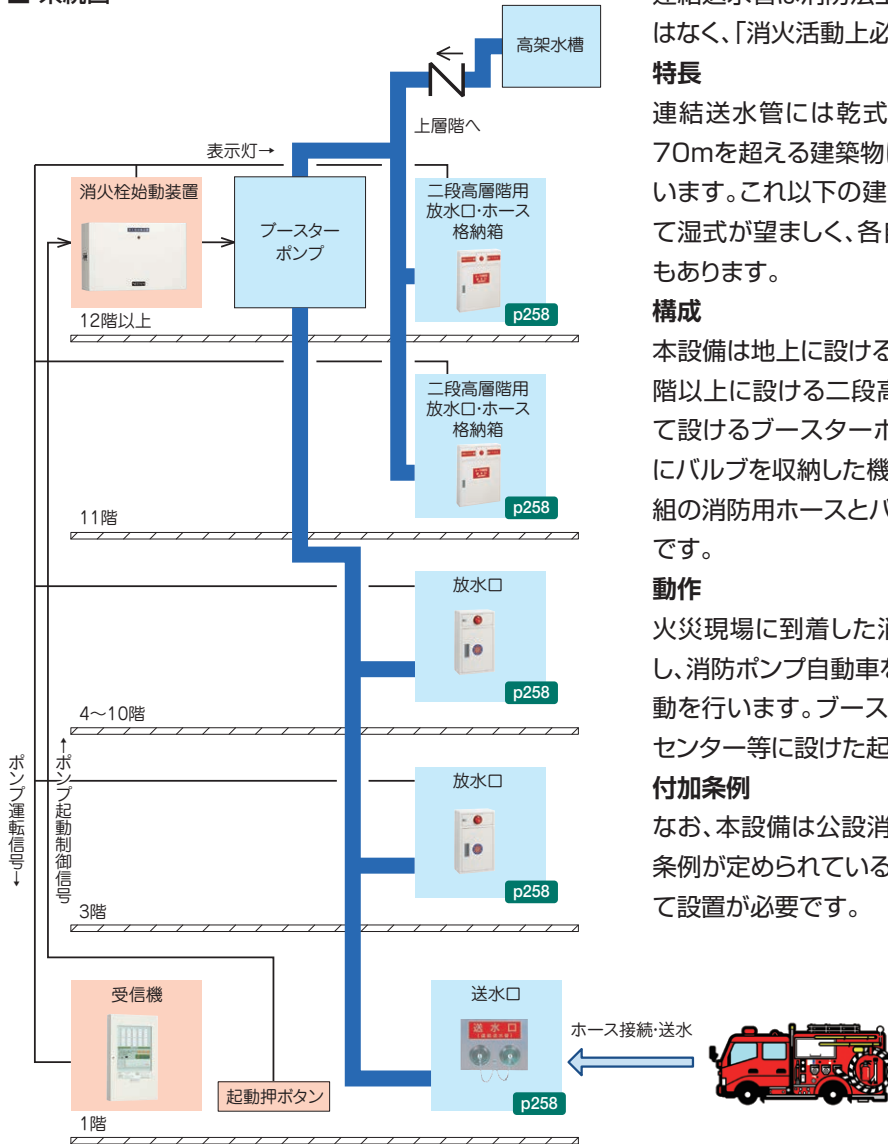 系統図
高架水槽
上層階へ
表示灯→
消火栓始動装置
ブースター
ポンプ
二段高層階用
放水口・ホース
格納箱
p258
12階以上
二段高層階用
放水口・ホース
格納箱
p258
11階
放水口
p258
4〜10階
放水口
p258
3階
ポンプ運転信号→
←ポンプ起動制御信号
受信機
起動押ボタン
送水口
送水口
p258
ホース接続・送水
1階
はなく、「消火活動上必
特長
連結送水管には乾式
70mを超える建築物
います。これ以下の建
て湿式が望ましく、各
もあります。
構成
本設備は地上に設ける
階以上に設ける二段高
て設けるブースターポ
にバルブを収納した機
組の消防用ホースとバ
です。
動作
火災現場に到着した消
し、消防ポンプ自動車を
動を行います。ブース
センター等に設けた起
付加条例
なお、本設備は公設消
条例が定められている
て設置が必要です。